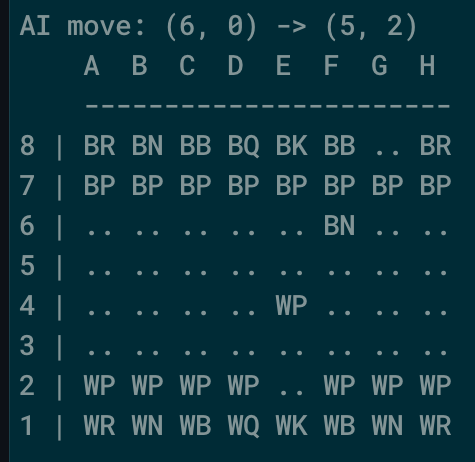 AI move: (6, 0) -> (5, 2)
A B C D E F G H
-----------------------
8 | BR BN BB BQ BK BB .. BR
7 | BP BP BP BP BP BP BP BP
6 | .. .. .. .. .. BN .. ..
5 | .. .. .. .. .. .. .. ..
4 | .. .. .. .. WP .. .. ..
3 | .. .. .. .. .. .. .. ..
2 | WP WP WP WP .. WP WP WP
1 | WR WN WB WQ WK WB WN WR